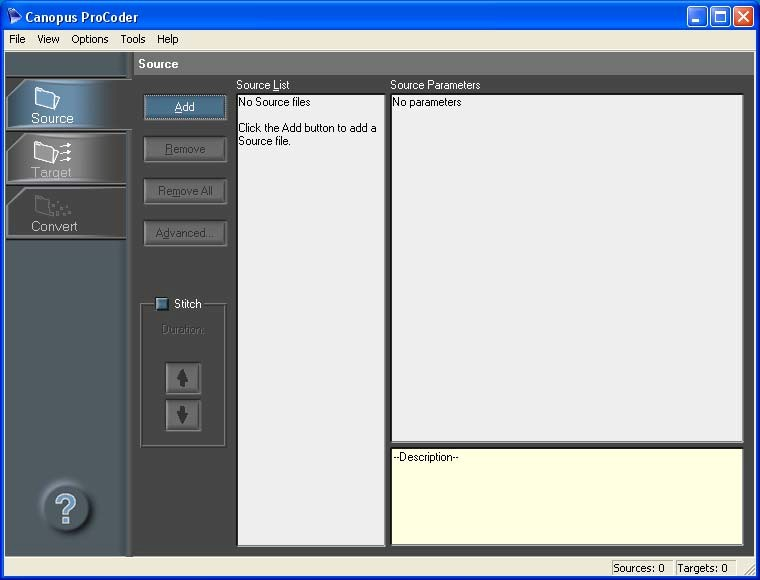 Canopus ProCoder
File View Options Tools Help
Source
Source
Target
Convert
Add
Remove
Remove All
Advanced...
Stitch
Duration:
Source List
No Source files
Click the Add button to add a
Source file.
Source Parameters
No parameters
--Description--
?
Sources: 0 Targets: 0